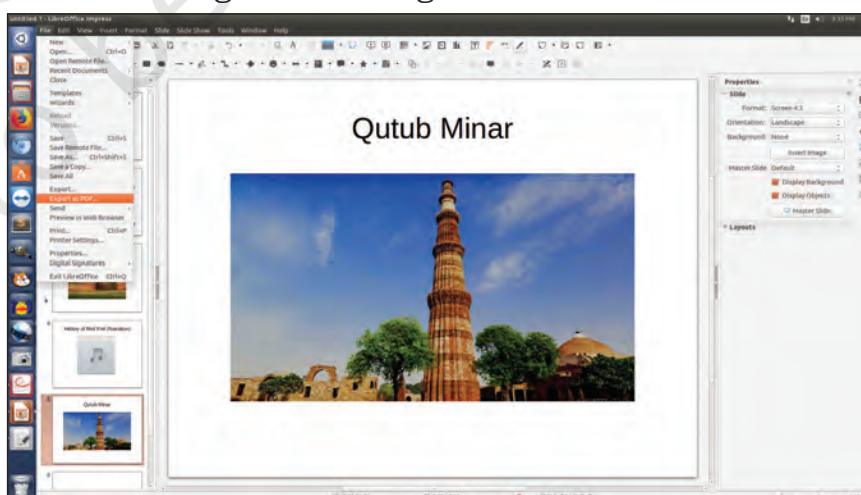 Untitled 1 - LibreOffice Impress
3:35 PM
File Edit View Insert Format Slide Slide Show Tools Window Help
New
Open... Ctrl+O
Open Remote File...
Recent Documents
Close
Templates
Wizards
Reload
Versions...
Save Ctrl+S
Save Remote File...
Save As... Ctrl+Shift+S
Save a Copy...
Save All
Export...
Export as PDF...
Send
Preview in Web Browser
Print... Ctrl+P
Printer Settings...
Properties...
Digital Signatures
Exit LibreOffice Ctrl+Q
History of Red Fort (Narration)
Qutub Minar
Qutub Minar
Properties
Slide
Format: Screen 4:3
Orientation: Landscape
Background: None
Insert Image
Master Slide Default
Display Background
Display Objects
Master Slide
Layouts